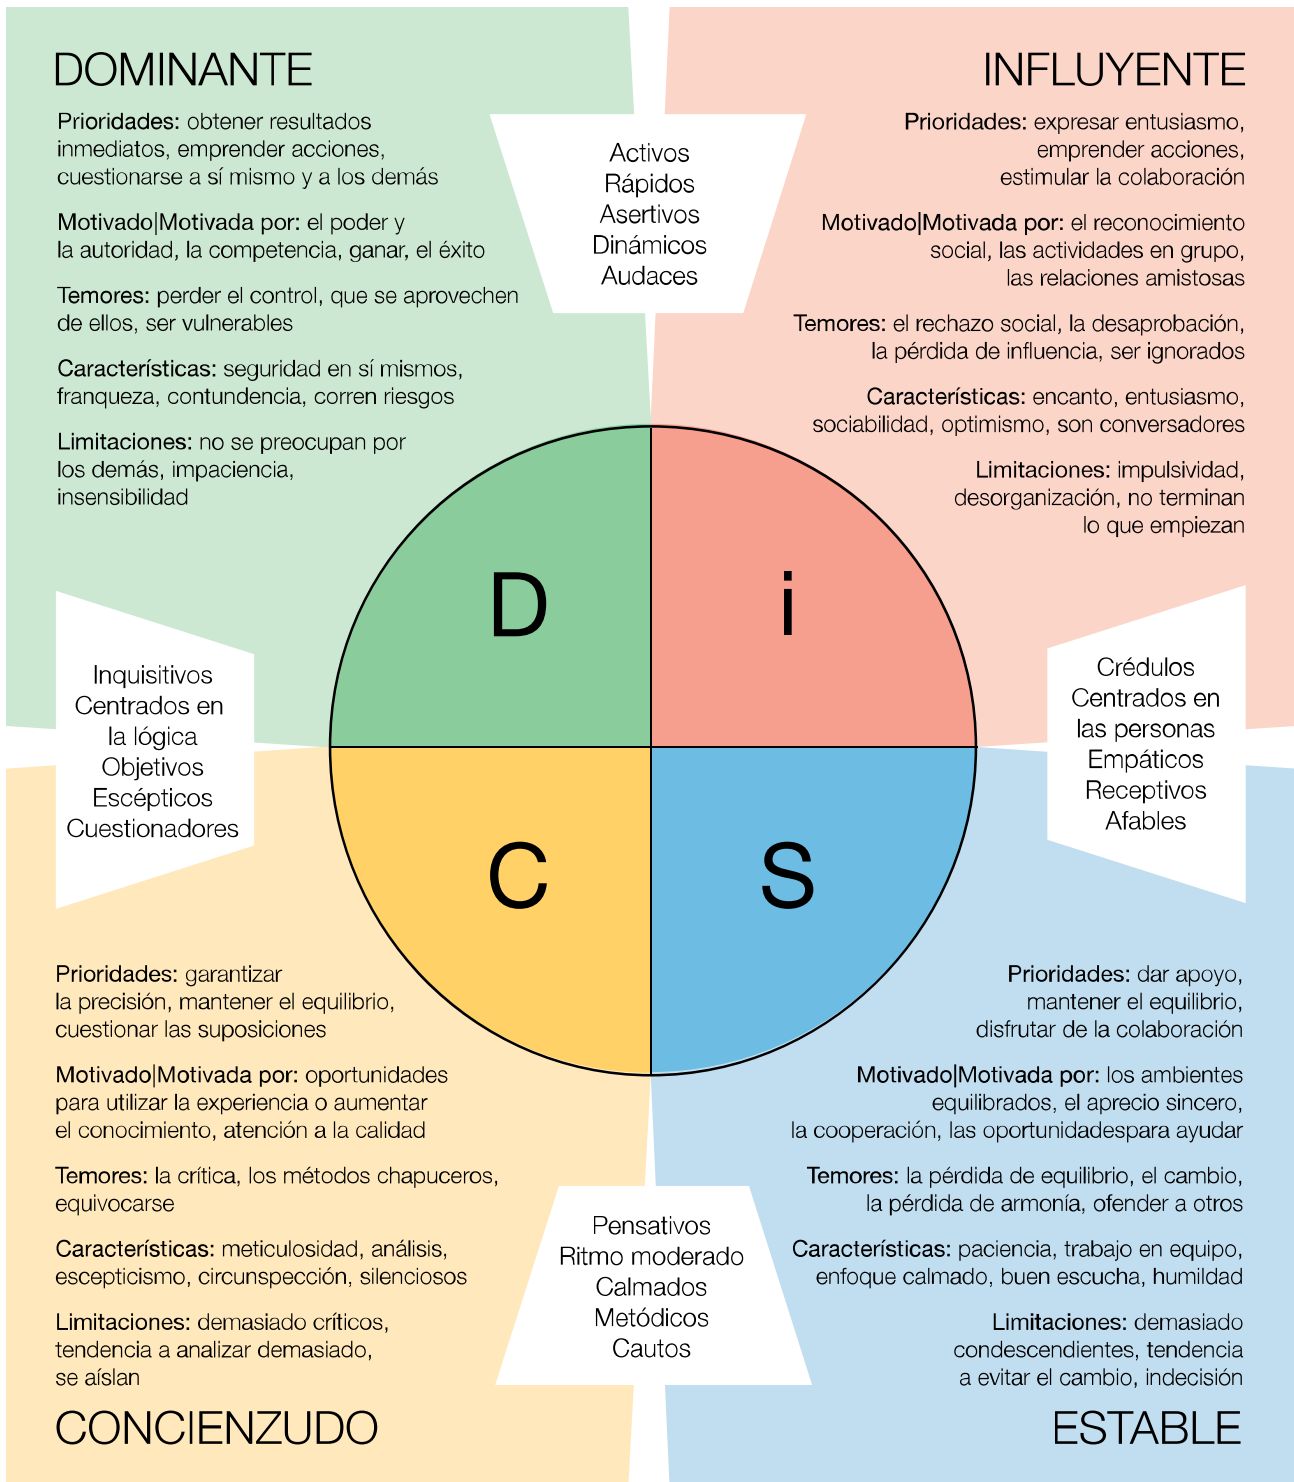 DOMINANTE
Prioridades: obtener resultados
inmediatos, emprender acciones,
cuestionarse a sí mismo y a los demás
Motivado|Motivada por: el poder y
la autoridad, la competencia, ganar, el éxito
Temores: perder el control, que se aprovechen
de ellos, ser vulnerables
Características: seguridad en sí mismos,
franqueza, contundencia, corren riesgos
Limitaciones: no se preocupan por
los demás, impaciencia,
insensibilidad
Activos
Rápidos
Asertivos
Dinámicos
Audaces
INFLUYENTE
Prioridades: expresar entusiasmo,
emprender acciones,
estimular la colaboración
Motivado|Motivada por: el reconocimiento
social, las actividades en grupo,
las relaciones amistosas
Temores: el rechazo social, la desaprobación,
la pérdida de influencia, ser ignorados
Características: encanto, entusiasmo,
sociabilidad, optimismo, son conversadores
Limitaciones: impulsividad,
desorganización, no terminan
lo que empiezan
D
i
Inquisitivos
Centrados en
la lógica
Objetivos
Escépticos
Cuestionadores
Crédulos
Centrados en
las personas
Empáticos
Receptivos
Afables
C
S
Prioridades: garantizar
la precisión, mantener el equilibrio,
cuestionar las suposiciones
Motivado|Motivada por: oportunidades
para utilizar la experiencia o aumentar
el conocimiento, atención a la calidad
Temores: la crítica, los métodos chapuceros,
equivocarse
Características: meticulosidad, análisis,
escepticismo, circunspección, silenciosos
Limitaciones: demasiado críticos,
tendencia a analizar demasiado,
se aíslan
CONCIENZUDO
Pensativos
Ritmo moderado
Calmados
Metódicos
Cautos
Prioridades: dar apoyo,
mantener el equilibrio,
disfrutar de la colaboración
Motivado|Motivada por: los ambientes
equilibrados, el aprecio sincero,
la cooperación, las oportunidadespara ayudar
Temores: la pérdida de equilibrio, el cambio,
la pérdida de armonía, ofender a otros
Características: paciencia, trabajo en equipo,
enfoque calmado, buen escucha, humildad
Limitaciones: demasiado
condescendientes, tendencia
a evitar el cambio, indecisión
ESTABLE